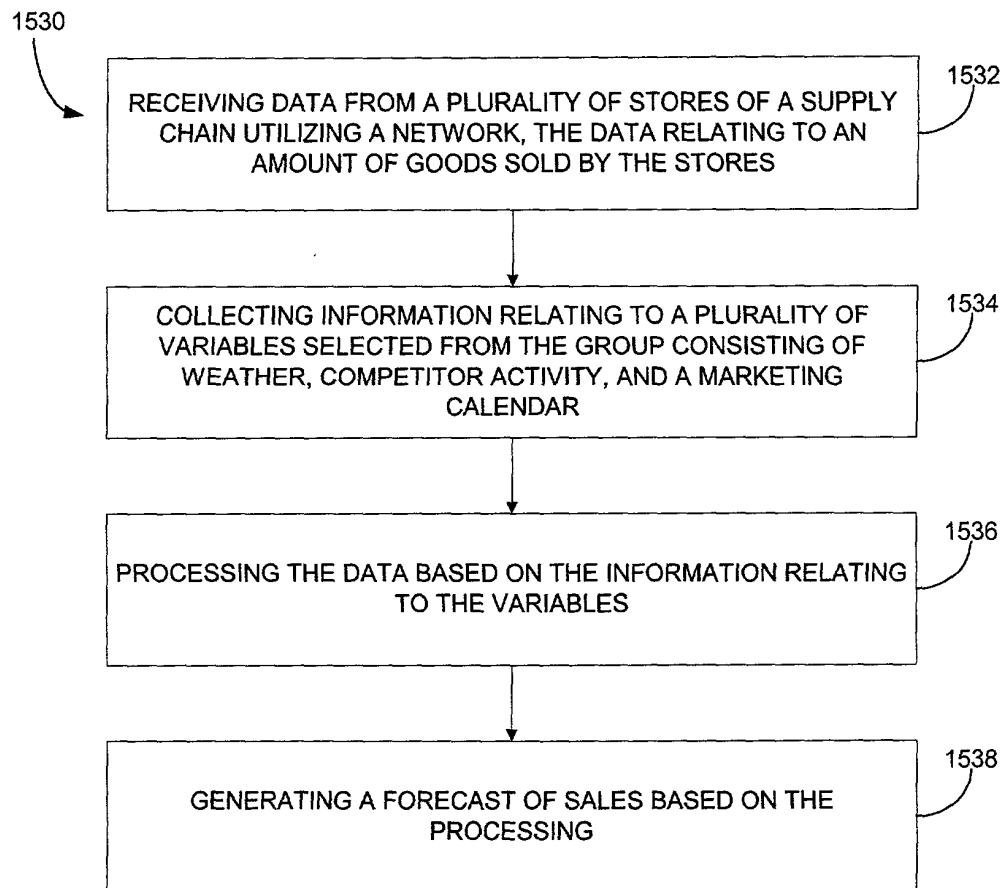 1530
1532
RECEIVING DATA FROM A PLURALITY OF STORES OF A SUPPLY
CHAIN UTILIZING A NETWORK, THE DATA RELATING TO AN
AMOUNT OF GOODS SOLD BY THE STORES
1534
COLLECTING INFORMATION RELATING TO A PLURALITY OF
VARIABLES SELECTED FROM THE GROUP CONSISTING OF
WEATHER, COMPETITOR ACTIVITY, AND A MARKETING
CALENDAR
1536
PROCESSING THE DATA BASED ON THE INFORMATION RELATING
TO THE VARIABLES
1538
GENERATING A FORECAST OF SALES BASED ON THE
PROCESSING